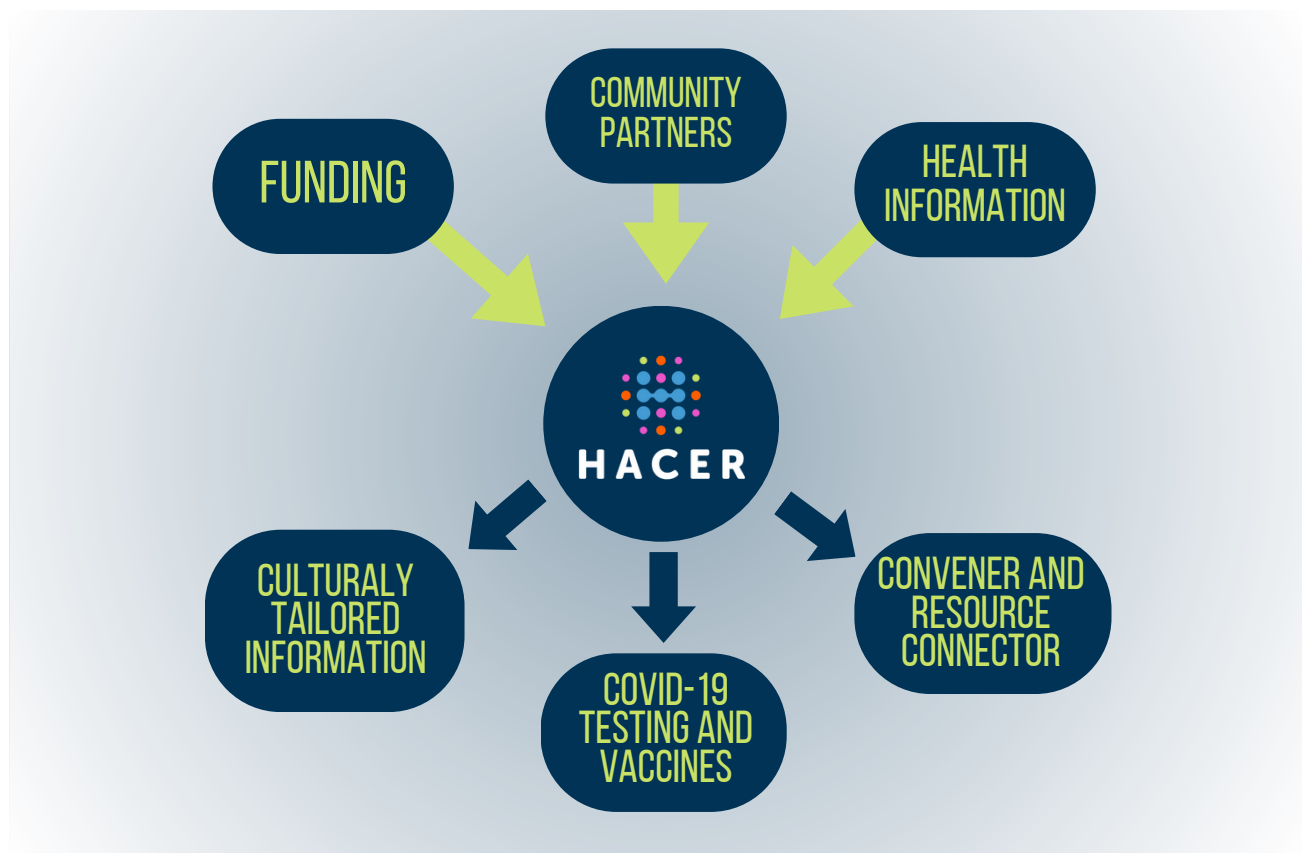 FUNDING
COMMUNITY
PARTNERS
HEALTH
INFORMATION
HACER
CULTURALY
TAILORED
INFORMATION
COVID-19
TESTING AND
VACCINES
CONVENER AND
RESOURCE
CONNECTOR